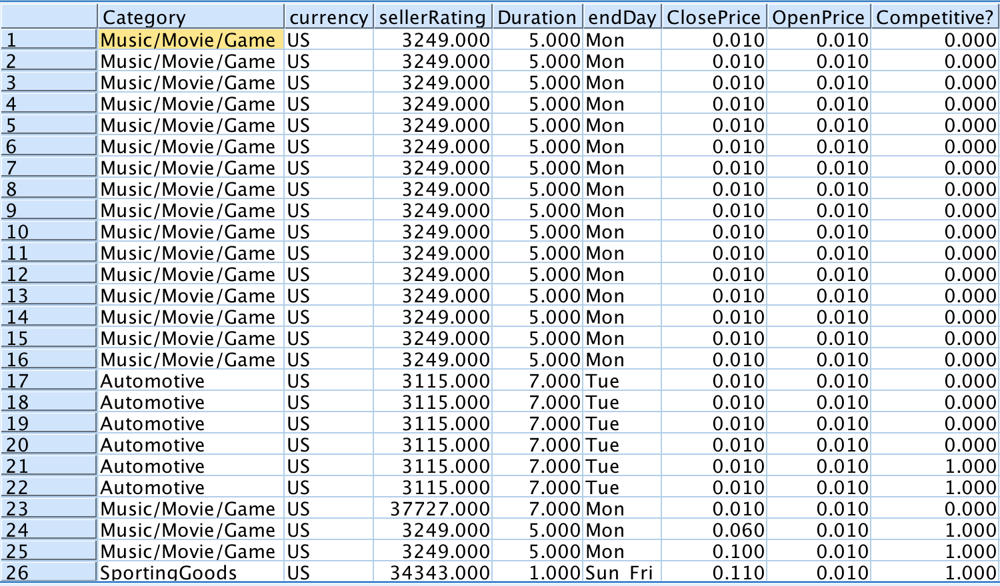 Category currency sellerRating Duration endDay ClosePrice OpenPrice Competitive?
1 Music/Movie/Game US 3249.000 5.000 Mon 0.010 0.010 0.000
2 Music/Movie/Game US 3249.000 5.000 Mon 0.010 0.010 0.000
3 Music/Movie/Game US 3249.000 5.000 Mon 0.010 0.010 0.000
4 Music/Movie/Game US 3249.000 5.000 Mon 0.010 0.010 0.000
5 Music/Movie/Game US 3249.000 5.000 Mon 0.010 0.010 0.000
6 Music/Movie/Game US 3249.000 5.000 Mon 0.010 0.010 0.000
7 Music/Movie/Game US 3249.000 5.000 Mon 0.010 0.010 0.000
8 Music/Movie/Game US 3249.000 5.000 Mon 0.010 0.010 0.000
9 Music/Movie/Game US 3249.000 5.000 Mon 0.010 0.010 0.000
10 Music/Movie/Game US 3249.000 5.000 Mon 0.010 0.010 0.000
11 Music/Movie/Game US 3249.000 5.000 Mon 0.010 0.010 0.000
12 Music/Movie/Game US 3249.000 5.000 Mon 0.010 0.010 0.000
13 Music/Movie/Game US 3249.000 5.000 Mon 0.010 0.010 0.000
14 Music/Movie/Game US 3249.000 5.000 Mon 0.010 0.010 0.000
15 Music/Movie/Game US 3249.000 5.000 Mon 0.010 0.010 0.000
16 Music/Movie/Game US 3249.000 5.000 Mon 0.010 0.010 0.000
17 Automotive US 3115.000 7.000 Tue 0.010 0.010 0.000
18 Automotive US 3115.000 7.000 Tue 0.010 0.010 0.000
19 Automotive US 3115.000 7.000 Tue 0.010 0.010 0.000
20 Automotive US 3115.000 7.000 Tue 0.010 0.010 0.000
21 Automotive US 3115.000 7.000 Tue 0.010 0.010 1.000
22 Automotive US 3115.000 7.000 Tue 0.010 0.010 1.000
23 Music/Movie/Game US 37727.000 7.000 Mon 0.010 0.010 0.000
24 Music/Movie/Game US 3249.000 5.000 Mon 0.060 0.010 1.000
25 Music/Movie/Game US 3249.000 5.000 Mon 0.100 0.010 1.000
26 SportingGoods US 34343.000 1.000 Sun_Fri 0.110 0.010 1.000